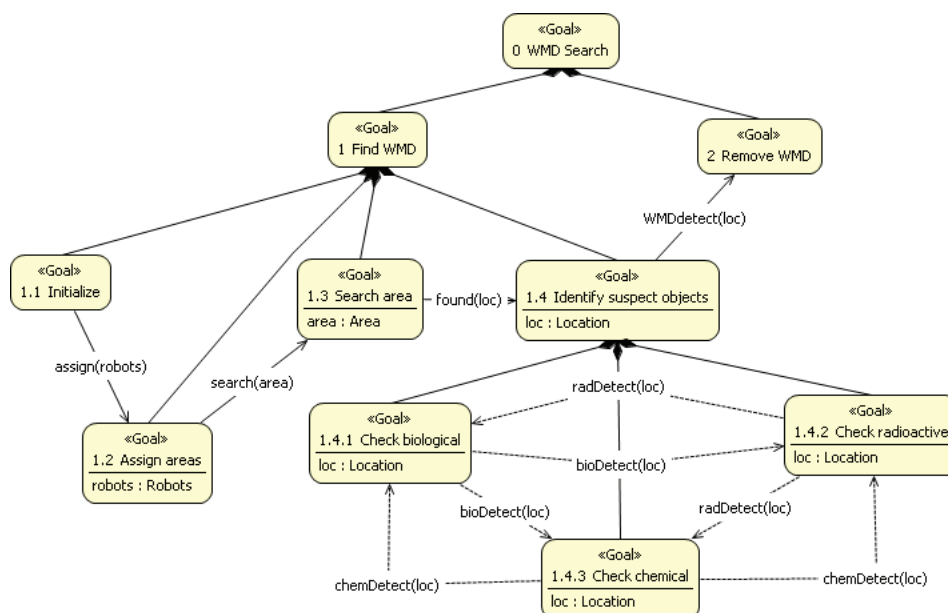 «Goal»
0 WMD Search
«Goal»
1 Find WMD
«Goal»
2 Remove WMD
WMDdetect(loc)
«Goal»
1.1 Initialize
«Goal»
1.3 Search area
area : Area
found(loc)
«Goal»
1.4 Identify suspect objects
loc : Location
assign(robots)
search(area)
radDetect(loc)
«Goal»
1.2 Assign areas
robots : Robots
«Goal»
1.4.1 Check biological
loc : Location
bioDetect(loc)
«Goal»
1.4.2 Check radioactive
loc : Location
bioDetect(loc)
radDetect(loc)
«Goal»
1.4.3 Check chemical
loc : Location
chemDetect(loc)
chemDetect(loc)